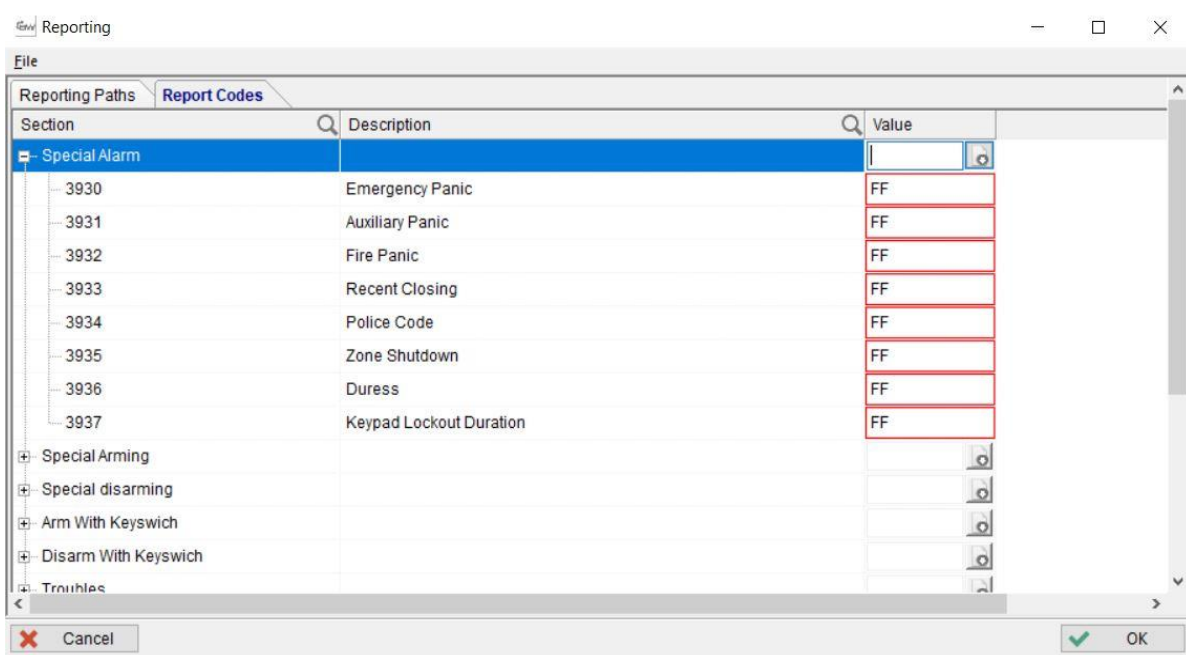 Reporting
File
Reporting Paths Report Codes
Section Description Value
Special Alarm
3930 Emergency Panic FF
3931 Auxiliary Panic FF
3932 Fire Panic FF
3933 Recent Closing FF
3934 Police Code FF
3935 Zone Shutdown FF
3936 Duress FF
3937 Keypad Lockout Duration FF
Special Arming
Special disarming
Arm With Keyswich
Disarm With Keyswich
Troubles
Cancel OK